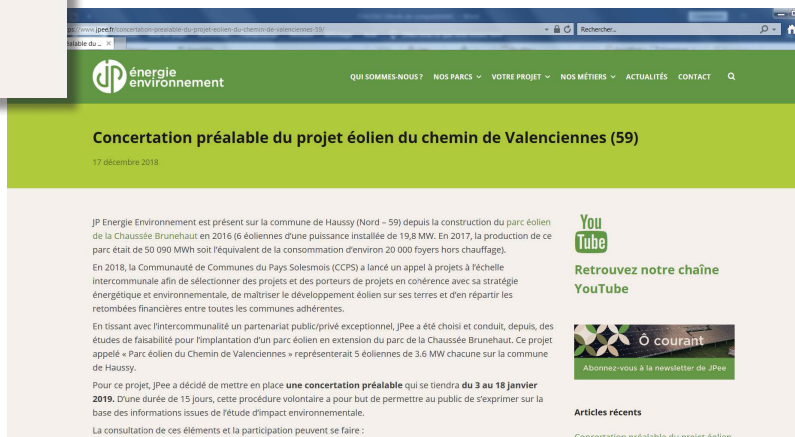 https://www.jpee.fr/concertation-prealable-du-projet-eolien-du-chemin-de-valenciennes-59/
Rechercher...
éalable du ...
JP énergie
environnement
QUI SOMMES-NOUS ? NOS PARCS VOTRE PROJET NOS MÉTIERS ACTUALITÉS CONTACT
Concertation préalable du projet éolien du chemin de Valenciennes (59)
17 décembre 2018
JP Energie Environnement est présent sur la commune de Haussy (Nord – 59) depuis la construction du parc éolien
de la Chaussée Brunehaut en 2016 (6 éoliennes d'une puissance installée de 19,8 MW. En 2017, la production de ce
parc était de 50 090 MWh soit l'équivalent de la consommation d'environ 20 000 foyers hors chauffage).
En 2018, la Communauté de Communes du Pays Solesmois (CCPS) a lancé un appel à projets à l'échelle
intercommunale afin de sélectionner des projets et des porteurs de projets en cohérence avec sa stratégie
énergétique et environnementale, de maîtriser le développement éolien sur ses terres et d'en répartir les
retombées financières entre toutes les communes adhérentes.
En tissant avec l'intercommunalité un partenariat public/privé exceptionnel, JPee a été choisi et conduit, depuis, des
études de faisabilité pour l'implantation d'un parc éolien en extension du parc de la Chaussée Brunehaut. Ce projet
appelé « Parc éolien du Chemin de Valenciennes » représenterait 5 éoliennes de 3.6 MW chacune sur la commune
de Haussy.
Pour ce projet, JPee a décidé de mettre en place une concertation préalable qui se tiendra du 3 au 18 janvier
2019. D'une durée de 15 jours, cette procédure volontaire a pour but de permettre au public de s'exprimer sur la
base des informations issues de l'étude d'impact environnementale.
La consultation de ces éléments et la participation peuvent se faire :
You
Tube
Retrouvez notre chaîne
YouTube
Ô courant
Abonnez-vous à la newsletter de JPee
Articles récents
Concertation préalable du projet éolien